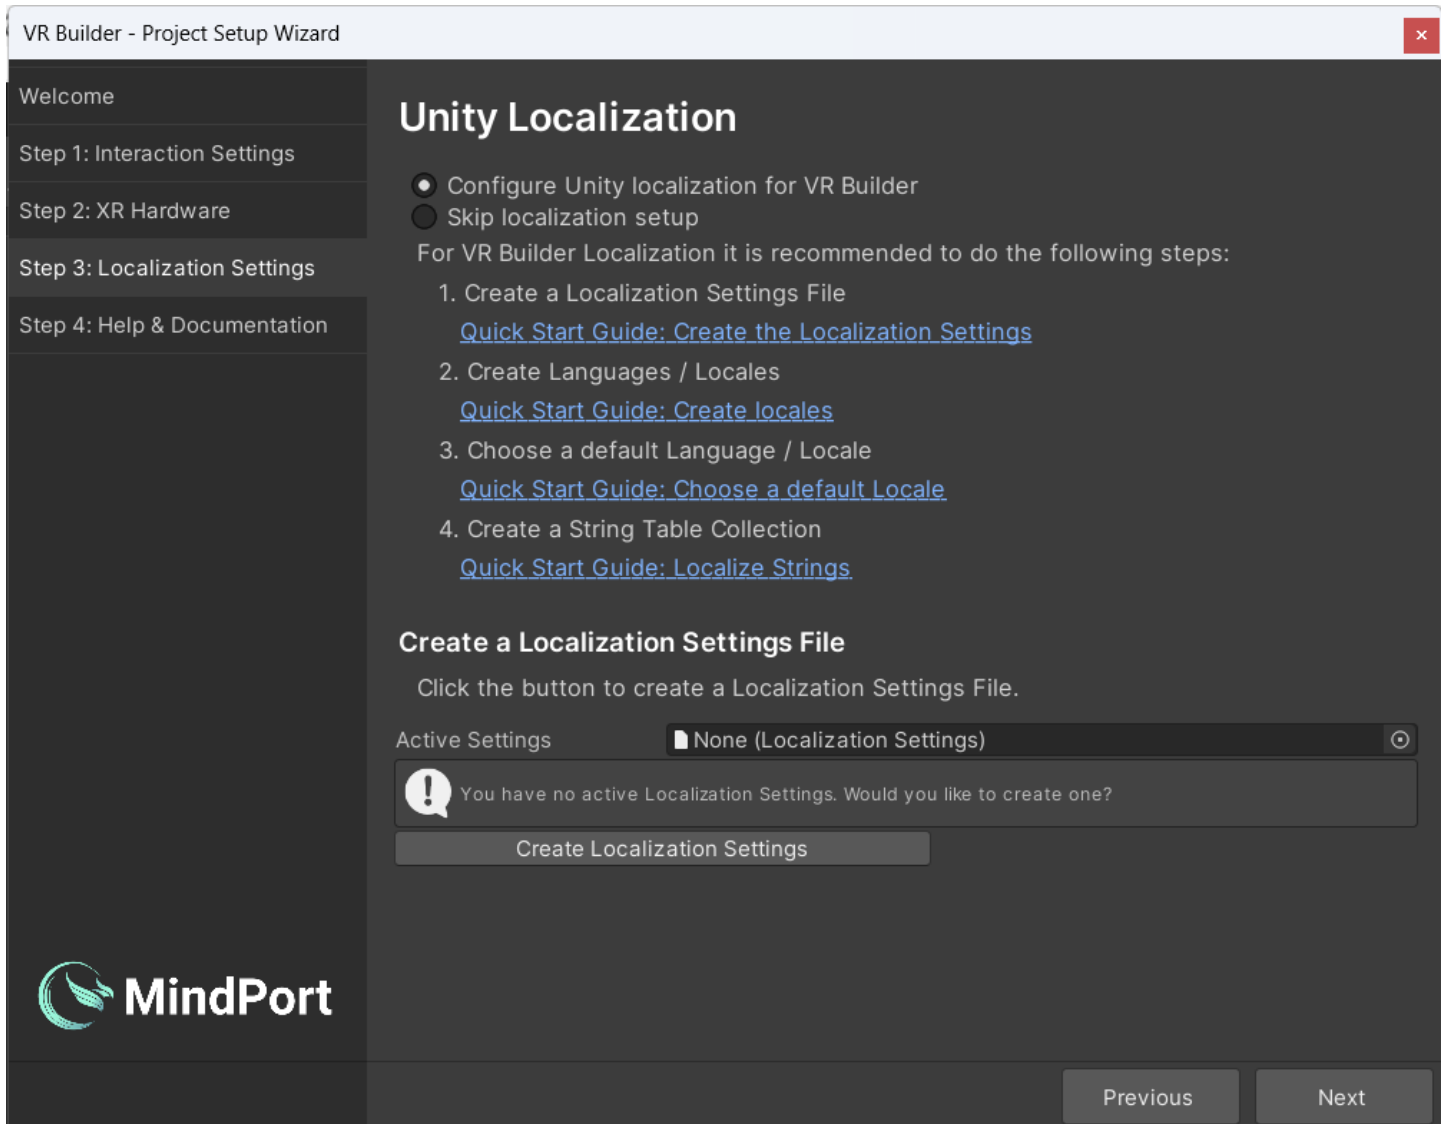 VR Builder - Project Setup Wizard
Welcome
Step 1: Interaction Settings
Step 2: XR Hardware
Step 3: Localization Settings
Step 4: Help & Documentation
MindPort
Unity Localization
Configure Unity localization for VR Builder
Skip localization setup
For VR Builder Localization it is recommended to do the following steps:
1. Create a Localization Settings File
Quick Start Guide: Create the Localization Settings
2. Create Languages / Locales
Quick Start Guide: Create locales
3. Choose a default Language / Locale
Quick Start Guide: Choose a default Locale
4. Create a String Table Collection
Quick Start Guide: Localize Strings
Create a Localization Settings File
Click the button to create a Localization Settings File.
Active Settings None (Localization Settings)
You have no active Localization Settings. Would you like to create one?
Create Localization Settings
Previous Next